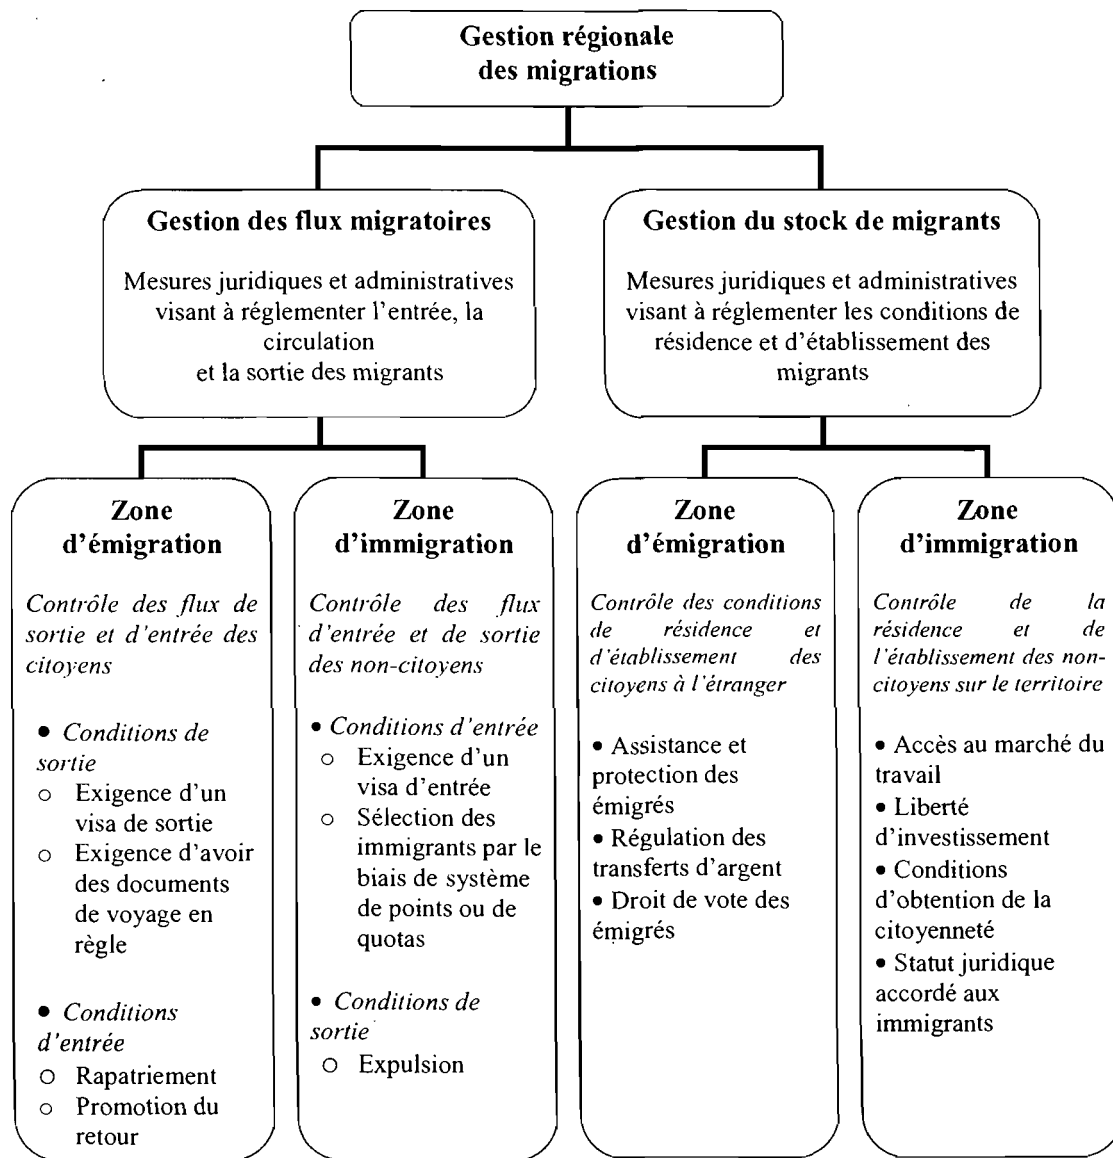 Gestion régionale
des migrations
Gestion des flux migratoires
Mesures juridiques et administratives
visant à réglementer l'entrée, la
circulation
et la sortie des migrants
Gestion du stock de migrants
Mesures juridiques et administratives
visant à réglementer les conditions de
résidence et d'établissement des
migrants
Zone
d'émigration
Contrôle des flux de
sortie et d'entrée des
citoyens
• Conditions de
sortie
o Exigence d'un
visa de sortie
o Exigence d'avoir
des documents
de voyage en
règle
• Conditions
d'entrée
o Rapatriement
o Promotion du
retour
Zone
d'immigration
Contrôle des flux
d'entrée et de sortie
des non-citoyens
• Conditions d'entrée
o Exigence d'un
visa d'entrée
o Sélection des
immigrants par le
biais de système
de points ou de
quotas
• Conditions de
sortie
o Expulsion
Zone
d'émigration
Contrôle des conditions
de résidence et
d'établissement des
citoyens à l'étranger
• Assistance et
protection des
émigrés
• Régulation des
transferts d'argent
• Droit de vote des
émigrés
Zone
d'immigration
Contrôle de la
résidence et de
l'établissement des non-
citoyens sur le territoire
• Accès au marché du
travail
• Liberté
d'investissement
• Conditions
d'obtention de la
citoyenneté
• Statut juridique
accordé aux
immigrants